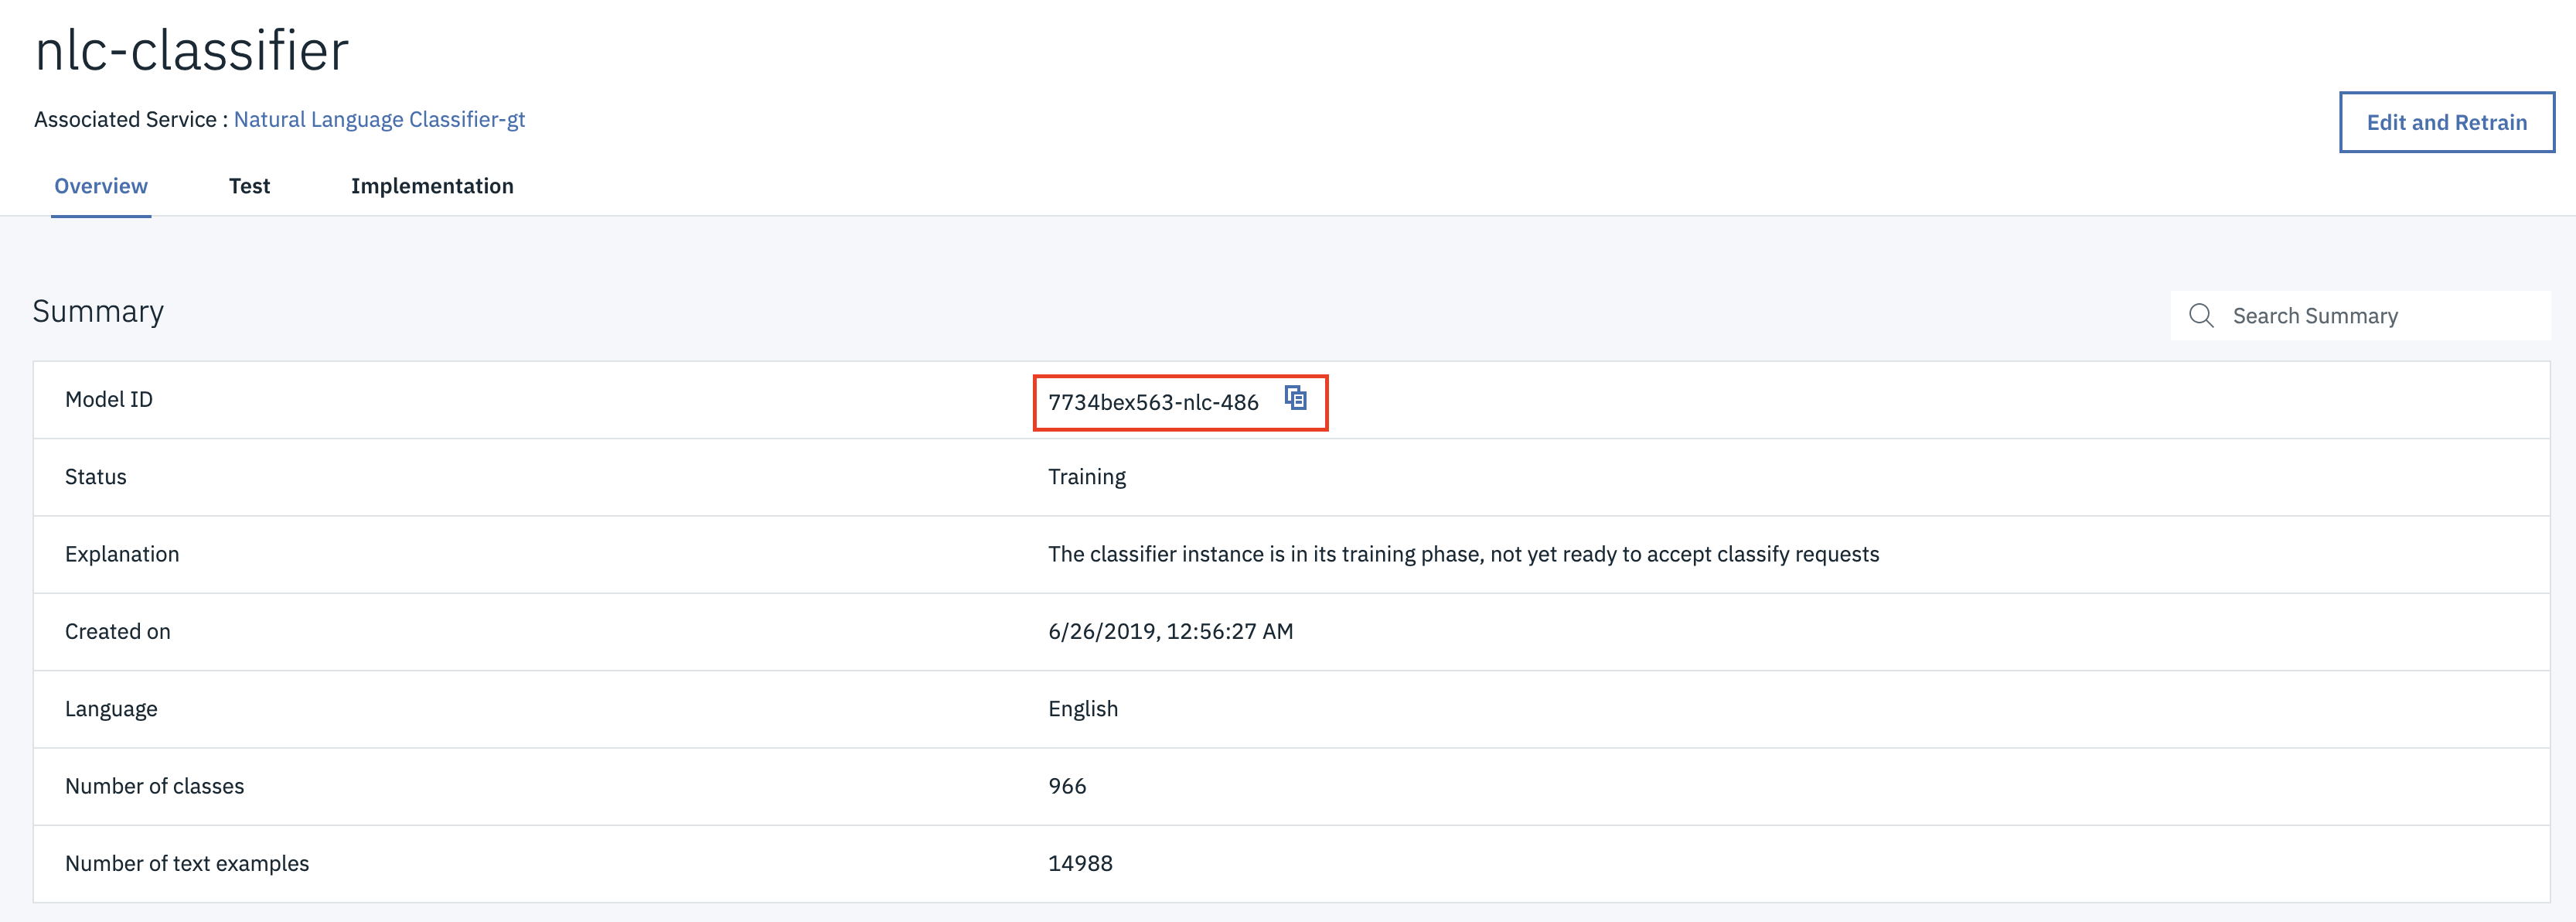 nlc-classifier
Associated Service : Natural Language Classifier-gt
Edit and Retrain
Overview Test Implementation
Summary
Search Summary
Model ID 7734bex563-nlc-486
Status Training
Explanation The classifier instance is in its training phase, not yet ready to accept classify requests
Created on 6/26/2019, 12:56:27 AM
Language English
Number of classes 966
Number of text examples 14988